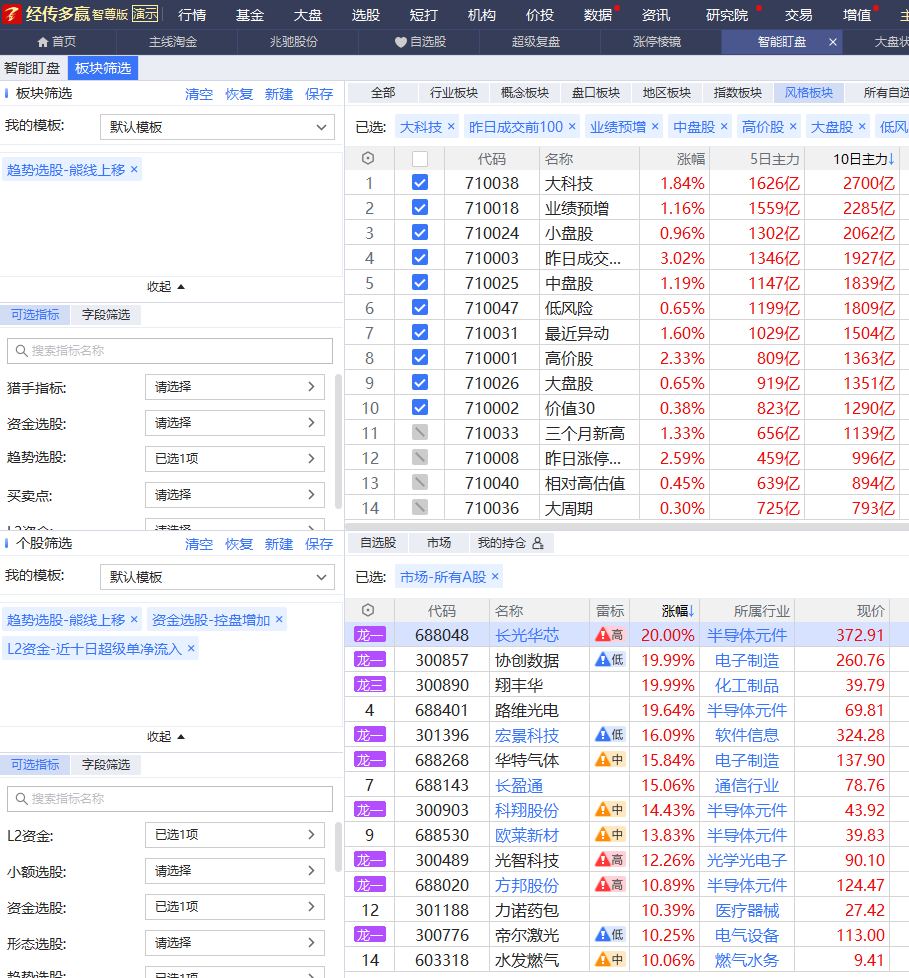 经传多赢 智尊版 演示 行情 基金 大盘 选股 短打 机构 价投 数据 资讯 研究院 交易 增值
首页 主线淘金 兆驰股份 自选股 超级复盘 涨停棱镜 智能盯盘 × 大盘状
智能盯盘 板块筛选
板块筛选 清空 恢复 新建 保存
我的模板: 默认模板
趋势选股-熊线上移 ×
收起
可选指标 字段筛选
搜索指标名称
猎手指标: 请选择
资金选股: 请选择
趋势选股: 已选1项
买卖点: 请选择
L2资金: 请选择
全部 行业板块 概念板块 盘口板块 地区板块 指数板块 风格板块 所有自选
已选: 大科技 × 昨日成交前100 × 业绩预增 × 中盘股 × 高价股 × 大盘股 × 低风
代码 名称 涨幅 5日主力 10日主力↓
1 710038 大科技 1.84% 1626亿 2700亿
2 710018 业绩预增 1.16% 1559亿 2285亿
3 710024 小盘股 0.96% 1302亿 2062亿
4 710003 昨日成交... 3.02% 1346亿 1927亿
5 710025 中盘股 1.19% 1147亿 1839亿
6 710047 低风险 0.65% 1199亿 1809亿
7 710031 最近异动 1.60% 1029亿 1504亿
8 710001 高价股 2.33% 809亿 1363亿
9 710026 大盘股 0.65% 919亿 1351亿
10 710002 价值30 0.38% 823亿 1290亿
11 710033 三个月新高 1.33% 656亿 1139亿
12 710008 昨日涨停... 2.59% 459亿 996亿
13 710040 相对高估值 0.45% 639亿 894亿
14 710036 大周期 0.30% 725亿 793亿
个股筛选 清空 恢复 新建 保存
我的模板: 默认模板
趋势选股-熊线上移 × 资金选股-控盘增加 ×
L2资金-近十日超级单净流入 ×
收起
可选指标 字段筛选
搜索指标名称
L2资金: 已选1项
小额选股: 请选择
资金选股: 已选1项
形态选股: 请选择
趋势选股: 已选1项
自选股 市场 我的持仓
已选: 市场-所有A股 ×
代码 名称 雷标 涨幅↓ 所属行业 现价
龙一 688048 长光华芯 高 20.00% 半导体元件 372.91
龙一 300857 协创数据 低 19.99% 电子制造 260.76
龙三 300890 翔丰华 19.99% 化工制品 39.79
4 688401 路维光电 19.64% 半导体元件 69.81
龙一 301396 宏景科技 低 16.09% 软件信息 324.28
龙一 688268 华特气体 中 15.84% 电子制造 137.90
7 688143 长盈通 15.06% 通信行业 78.76
龙一 300903 科翔股份 中 14.43% 半导体元件 43.92
9 688530 欧莱新材 中 13.83% 半导体元件 39.83
龙一 300489 光智科技 高 12.26% 光学光电子 90.10
龙一 688020 方邦股份 高 10.89% 半导体元件 124.47
12 301188 力诺药包 10.39% 医疗器械 27.42
龙一 300776 帝尔激光 低 10.25% 电气设备 113.00
14 603318 水发燃气 中 10.06% 燃气水务 9.41